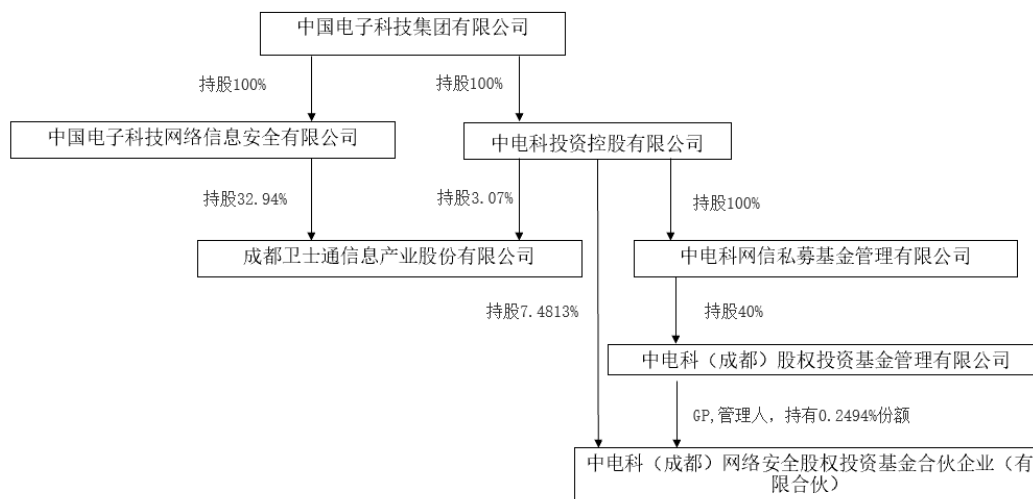 中国电子科技集团有限公司
持股100%
持股100%
中国电子科技网络信息安全有限公司
中电科投资控股有限公司
持股32.94%
持股3.07%
持股100%
成都卫士通信息产业股份有限公司
中电科网信私募基金管理有限公司
持股7.4813%
持股40%
中电科（成都）股权投资基金管理有限公司
GP,管理人，持有0.2494%份额
中电科（成都）网络安全股权投资基金合伙企业（有
限合伙）